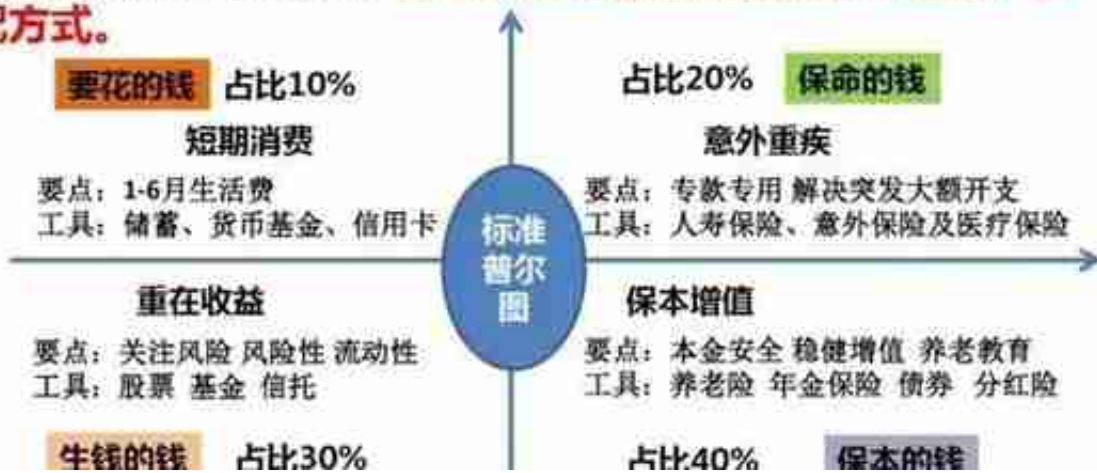 方式。
要花的钱 占比10%
短期消费
要点：1-6月生活费
工具：储蓄、货币基金、信用卡
占比20% 保命的钱
意外重疾
要点：专款专用 解决突发大额开支
工具：人寿保险、意外保险及医疗保险
标准
普尔
图
重在收益
要点：关注风险 风险性 流动性
工具：股票 基金 信托
生钱的钱 占比30%
保本增值
要点：本金安全 稳健增值 养老教育
工具：养老险 年金保险 债券 分红险
占比40% 保本的钱